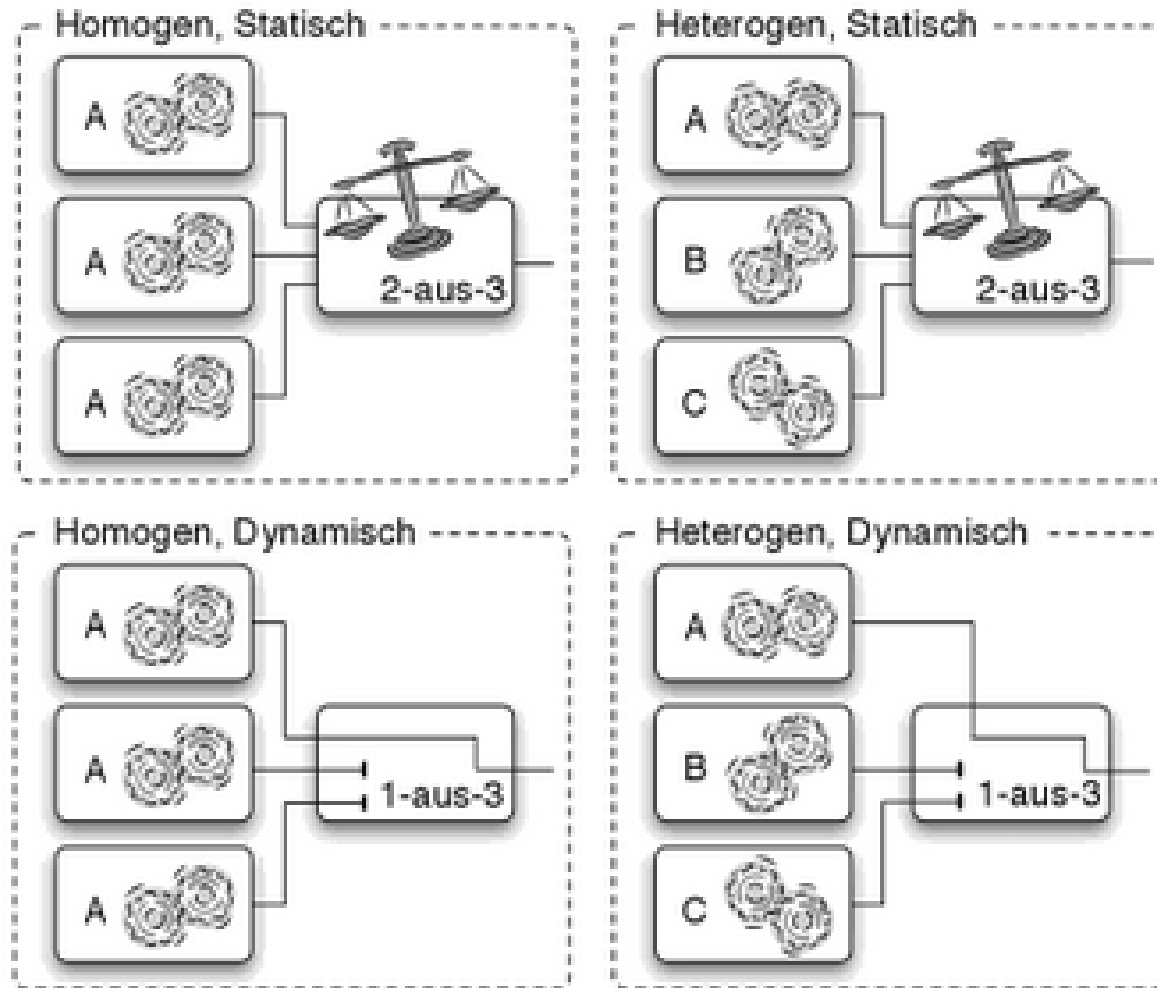 Homogen, Statisch
A
A
A
2-aus-3
Heterogen, Statisch
A
B
C
2-aus-3
Homogen, Dynamisch
A
A
A
1-aus-3
Heterogen, Dynamisch
A
B
C
1-aus-3